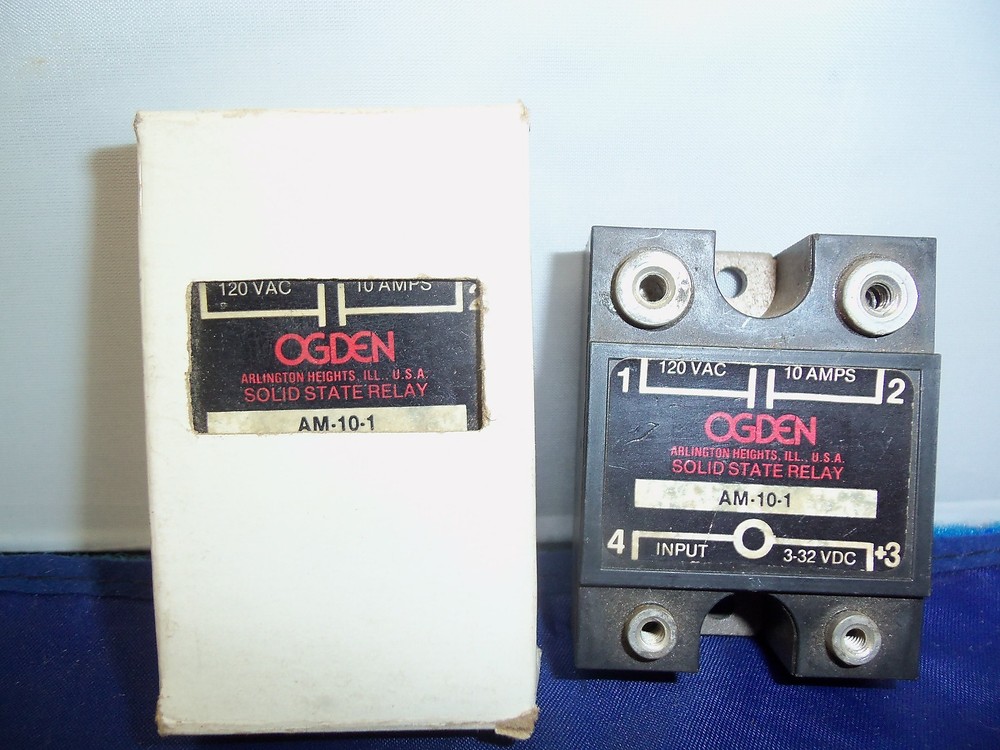 120 VAC 10 AMPS 2
OGDEN
ARLINGTON HEIGHTS, ILL., U.S.A.
SOLID STATE RELAY
AM-10-1
1 120 VAC 10 AMPS 2
OGDEN
ARLINGTON HEIGHTS, ILL., U.S.A.
SOLID STATE RELAY
AM-10-1
4 INPUT 3-32 VDC +3